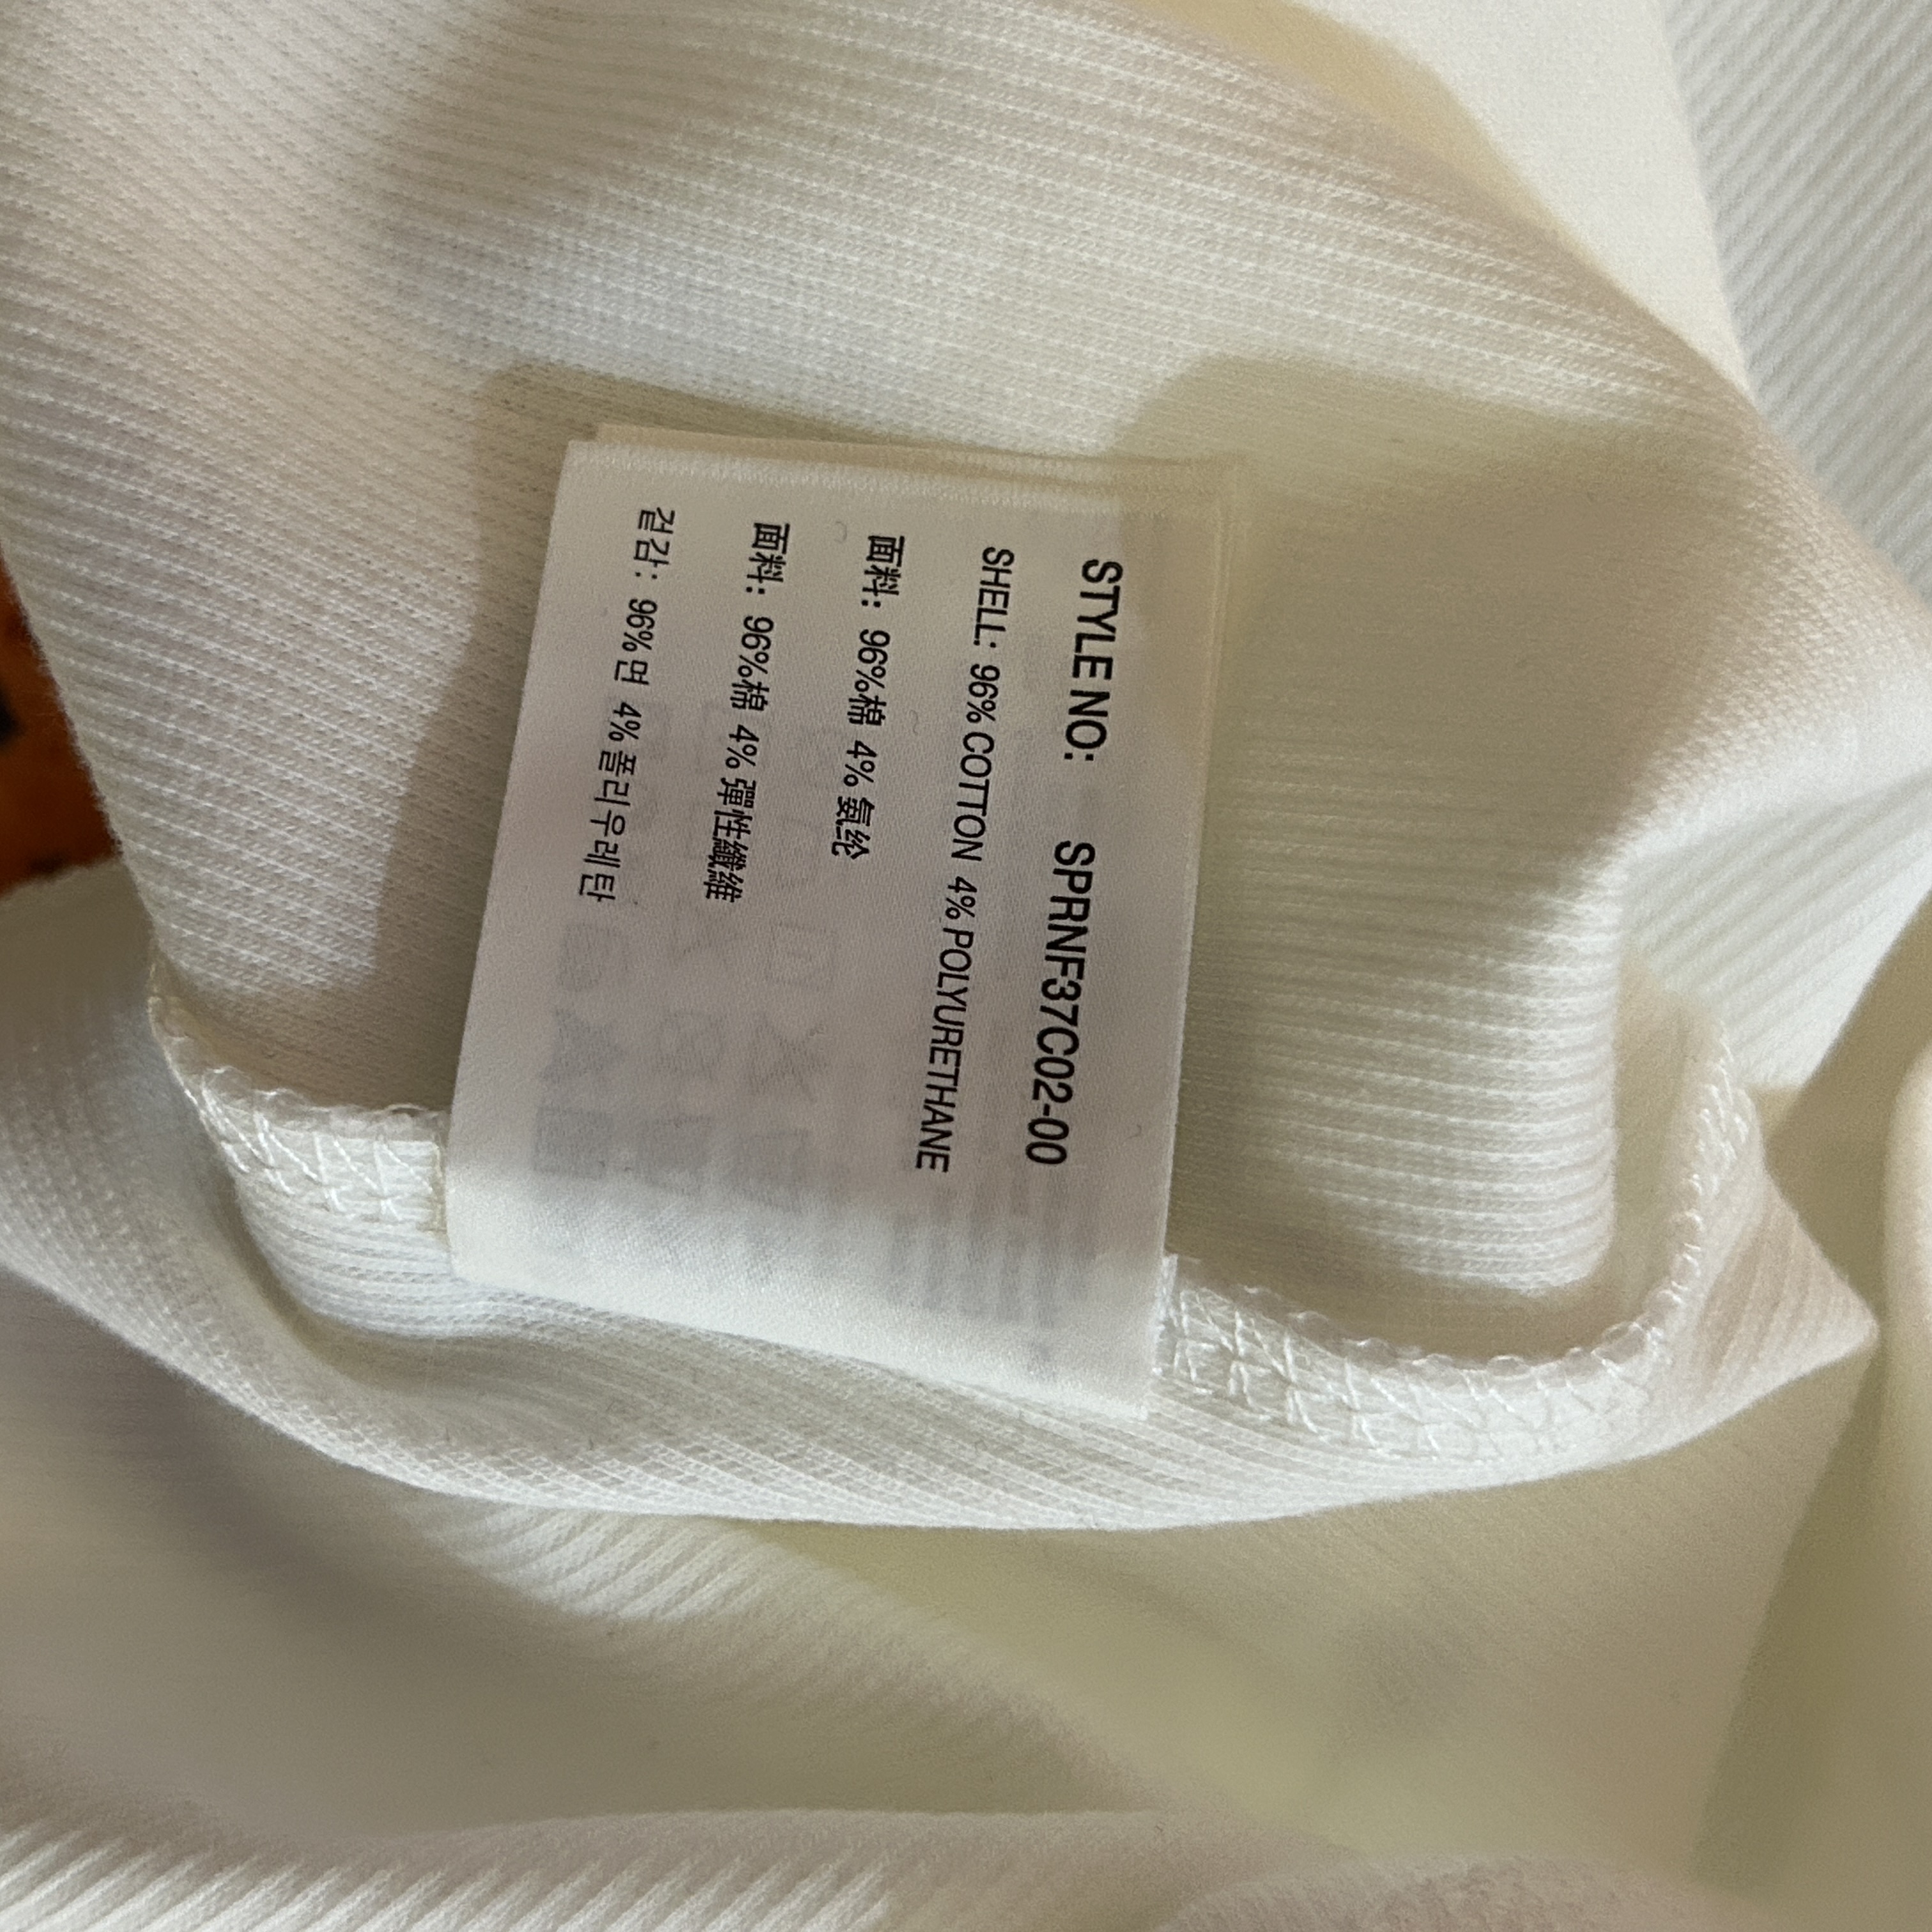 STYLE NO: SPRNF37C02-00
SHELL: 96% COTTON 4% POLYURETHANE
面料: 96%棉 4% 氨纶
面料: 96%棉 4% 彈性纖維
겉감: 96% 면 4% 폴리우레탄